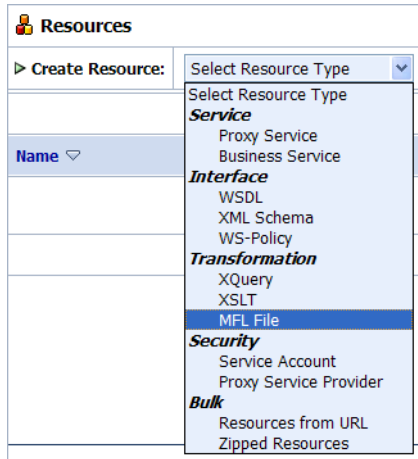 Resources
Create Resource:
Select Resource Type
Select Resource Type
Service
Proxy Service
Business Service
Name
Interface
WSDL
XML Schema
WS-Policy
Transformation
XQuery
XSLT
MFL File
Security
Service Account
Proxy Service Provider
Bulk
Resources from URL
Zipped Resources